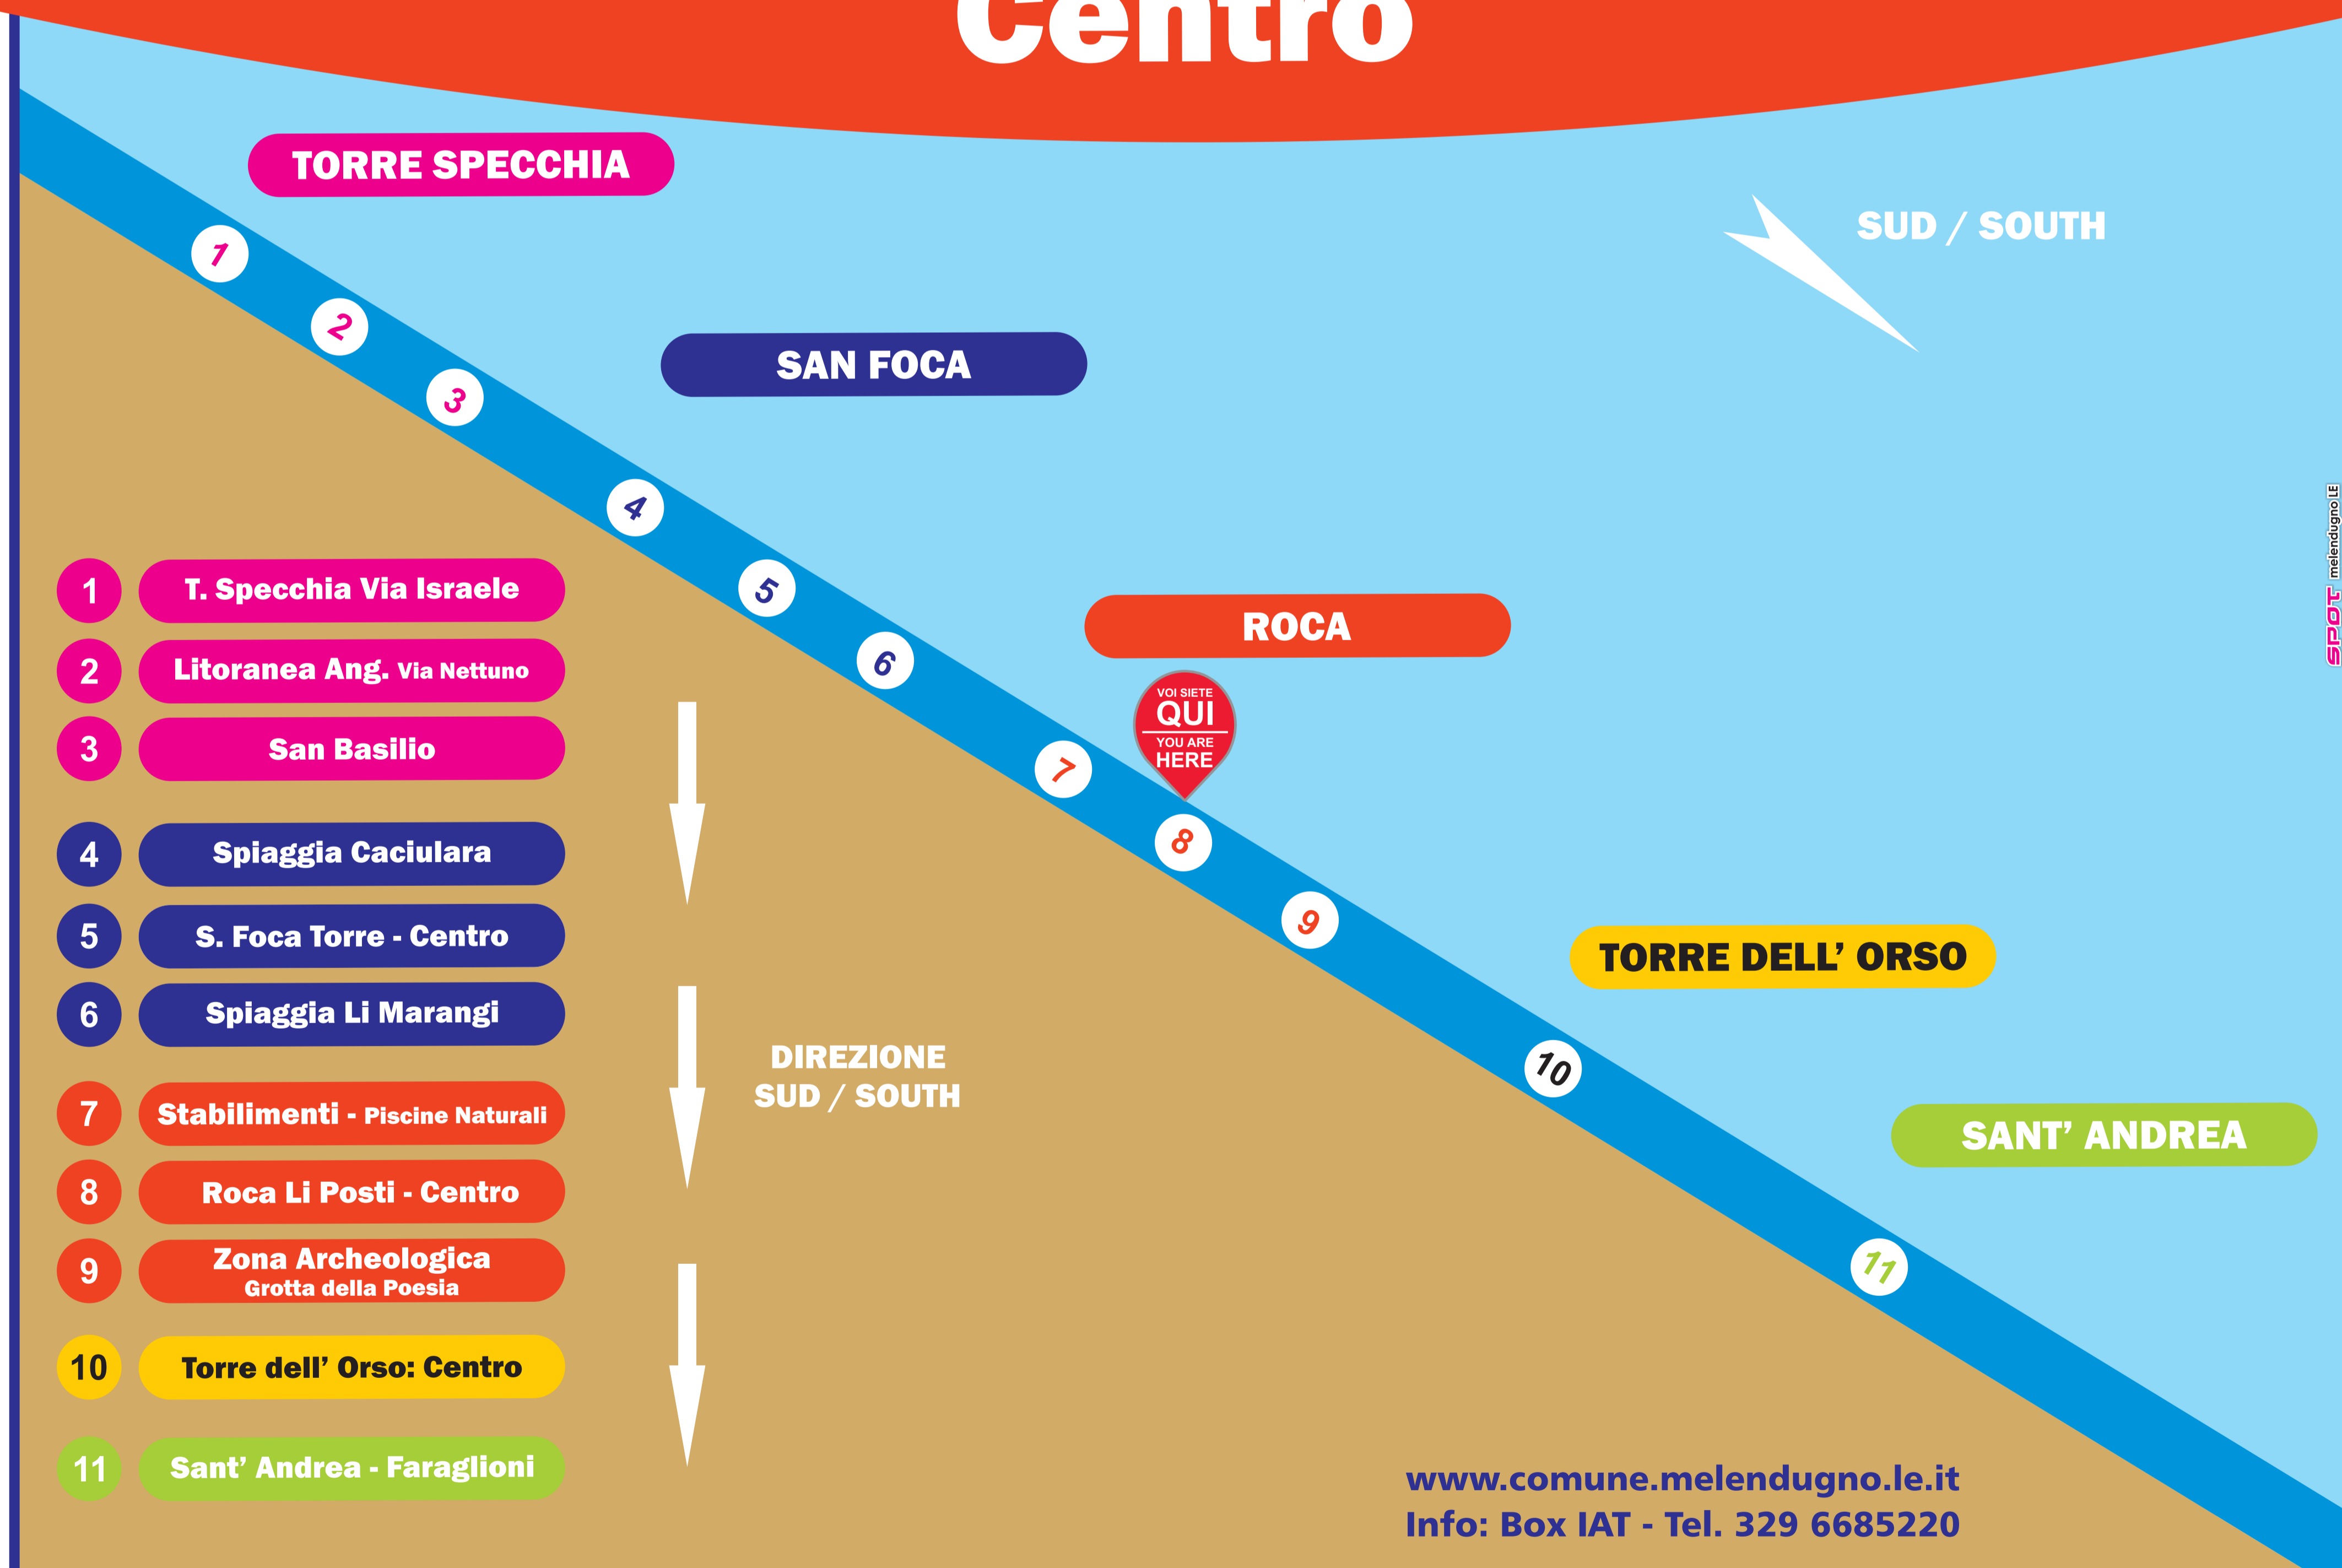 Centro
TORRE SPECCHIA
SUD / SOUTH
1
2
SAN FOCA
3
4
5
6
ROCA
VOI SIETE
QUI
YOU ARE
HERE
7
8
9
TORRE DELL’ ORSO
10
SANT’ ANDREA
11
1 T. Specchia Via Israele
2 Litoranea Ang. Via Nettuno
3 San Basilio
4 Spiaggia Caciulara
5 S. Foca Torre - Centro
6 Spiaggia Li Marangi
7 Stabilimenti - Piscine Naturali
8 Roca Li Posti - Centro
9 Zona Archeologica
Grotta della Poesia
10 Torre dell’ Orso: Centro
11 Sant’ Andrea - Faraglioni
DIREZIONE
SUD / SOUTH
www.comune.melendugno.le.it
Info: Box IAT - Tel. 329 6685220
SPOT melendugno LE